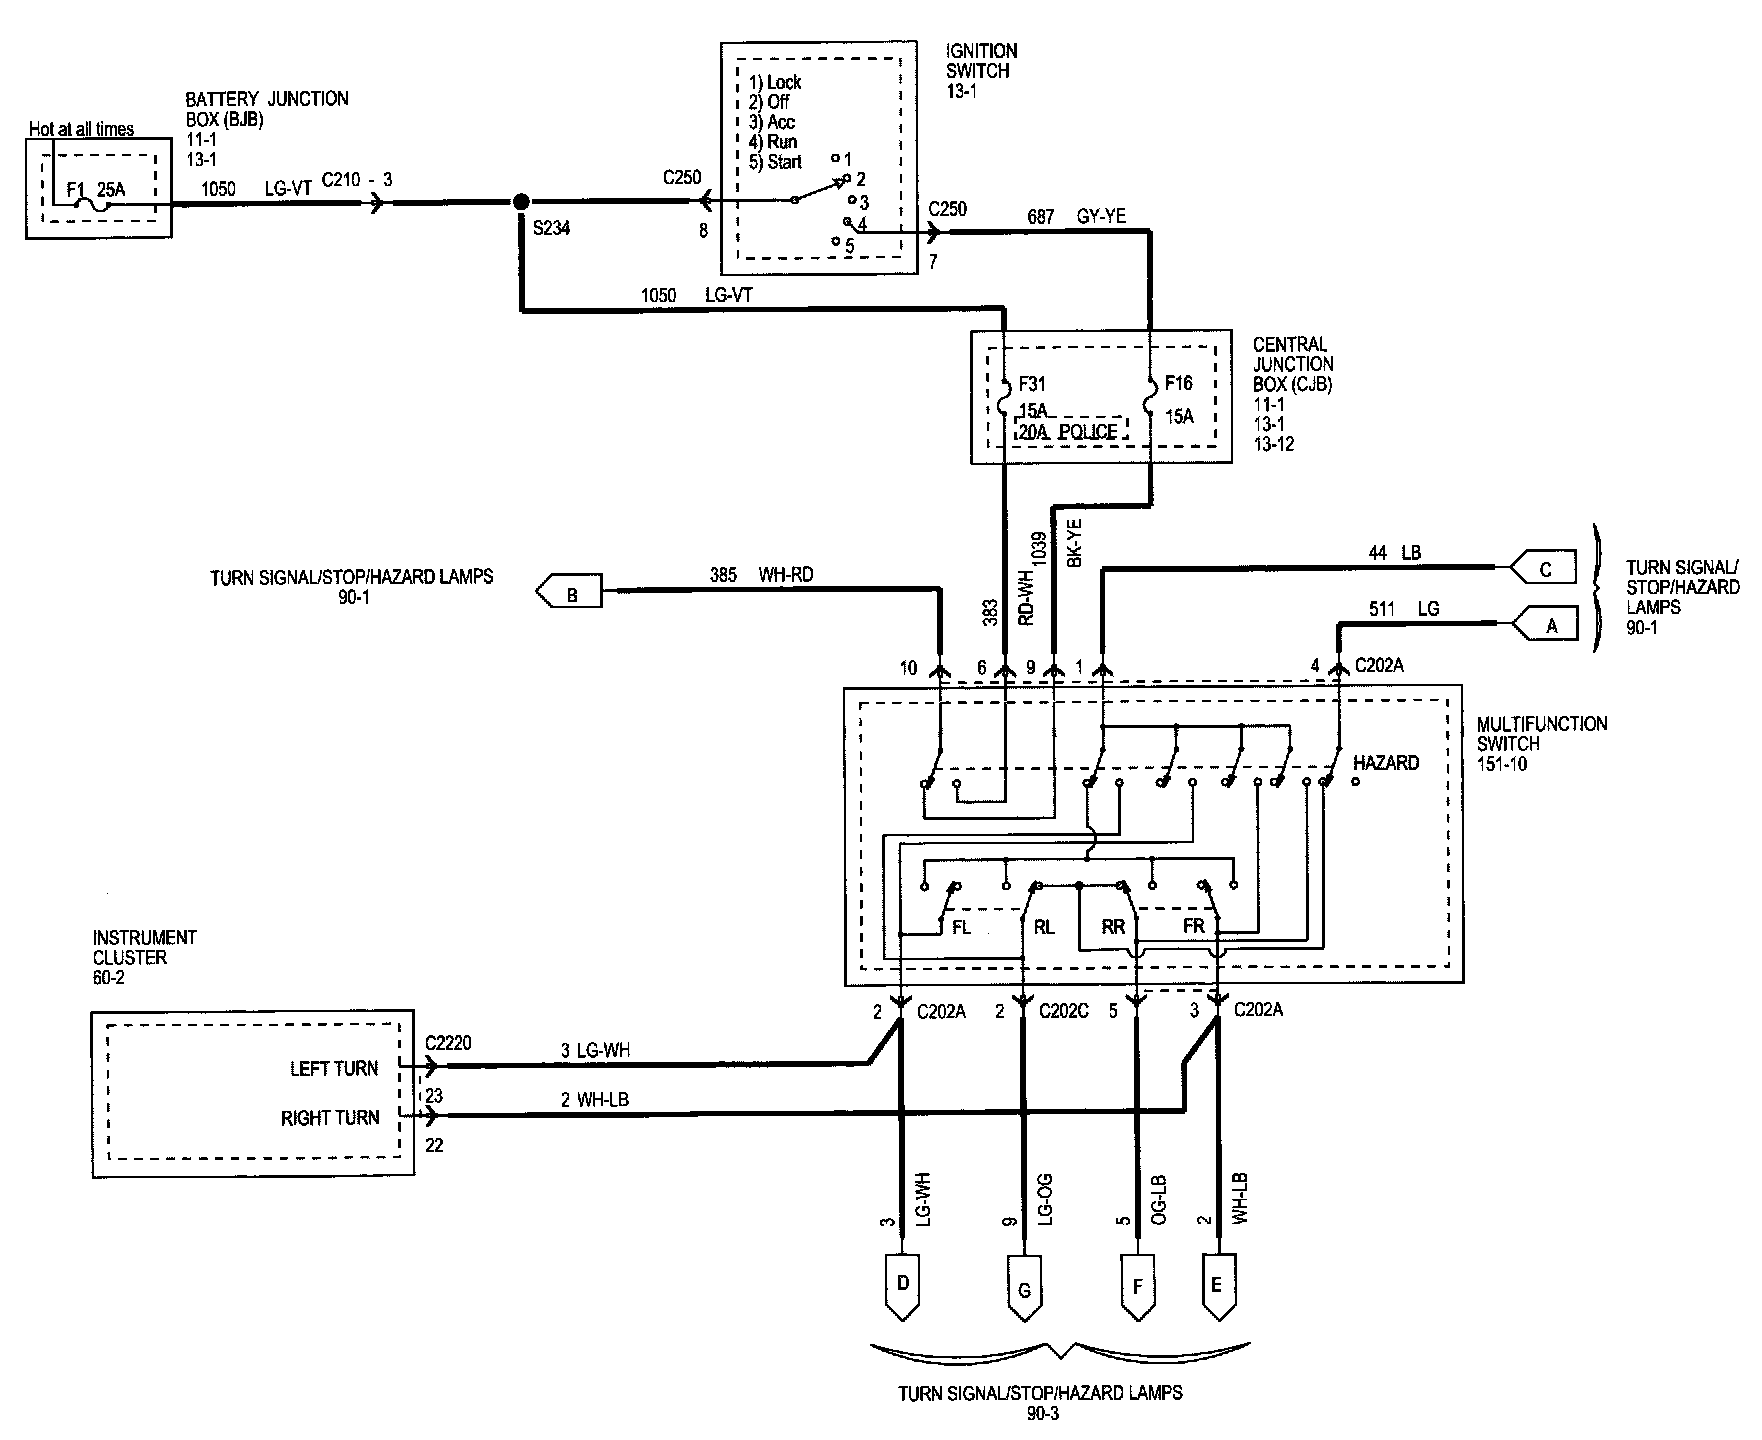 IGNITION
SWITCH
13-1
1) Lock
2) Off
3) Acc
4) Run
5) Start
BATTERY JUNCTION
BOX (BJB)
11-1
13-1
Hot at all times
F1 25A
1050 LG-VT C210 - 3
S234
C250
8
1
2
3
4
5
C250
7
687 GY-YE
1050 LG-VT
CENTRAL
JUNCTION
BOX (CJB)
11-1
13-1
13-12
F31
15A
20A POLICE
F16
15A
TURN SIGNAL/STOP/HAZARD LAMPS
90-1
B
385 WH-RD
383
RD-WH
1039
BK-YE
44 LB
C
511 LG
A
TURN SIGNAL/
STOP/HAZARD
LAMPS
90-1
10
6
9
1
4
C202A
MULTIFUNCTION
SWITCH
151-10
HAZARD
FL
RL
RR
FR
INSTRUMENT
CLUSTER
60-2
2 C202A
2 C202C
5
3 C202A
C2220
LEFT TURN
23
RIGHT TURN
22
3 LG-WH
2 WH-LB
3
LG-WH
9
LG-OG
5
OG-LB
2
WH-LB
D
G
F
E
TURN SIGNAL/STOP/HAZARD LAMPS
90-3